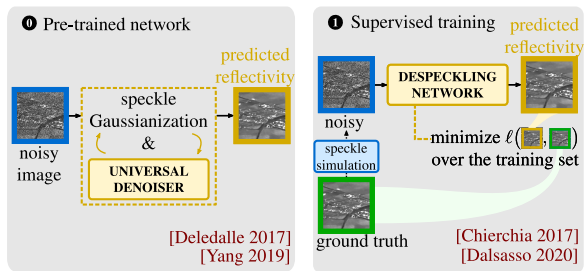 0 Pre-trained network
predicted
reflectivity
speckle
Gaussianization
&
UNIVERSAL
DENOISER
noisy
image
[Deledalle 2017]
[Yang 2019]
1 Supervised training
predicted
reflectivity
DESPECKLING
NETWORK
noisy
minimize ℓ( , )
over the training set
speckle
simulation
ground truth
[Chierchia 2017]
[Dalsasso 2020]